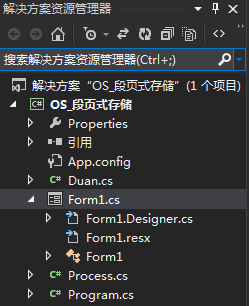 解决方案资源管理器
搜索解决方案资源管理器(Ctrl+;)
解决方案“OS_段页式存储”(1 个项目)
C# OS_段页式存储
Properties
引用
App.config
C# Duan.cs
Form1.cs
Form1.Designer.cs
Form1.resx
Form1
C# Process.cs
C# Program.cs